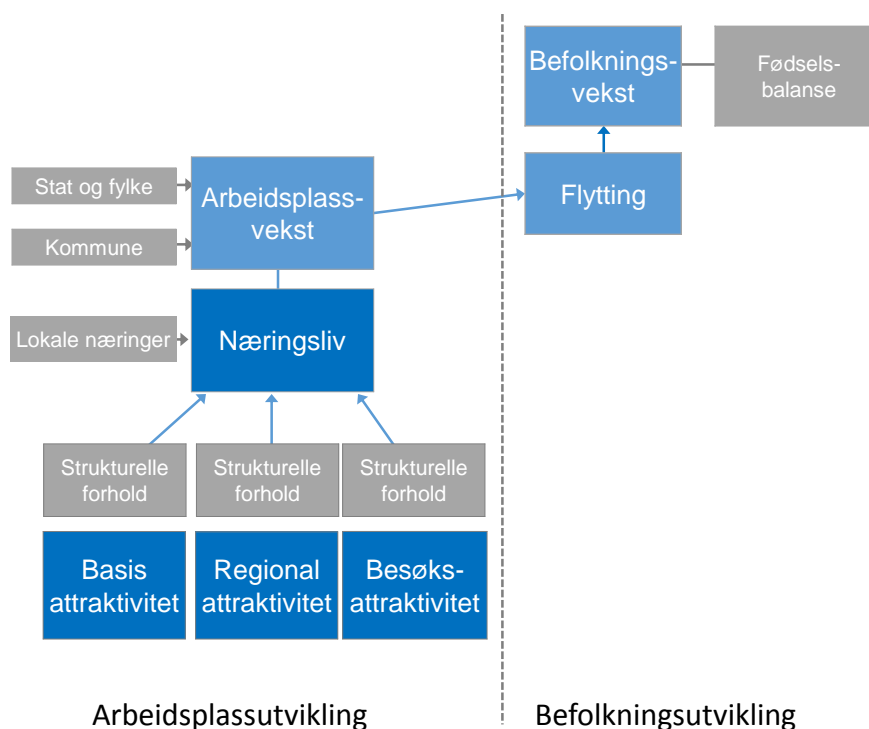 Befolknings-
vekst
Fødsels-
balanse
Stat og fylke
Arbeidsplass-
vekst
Flytting
Kommune
Lokale næringer
Næringsliv
Strukturelle
forhold
Strukturelle
forhold
Strukturelle
forhold
Basis
attraktivitet
Regional
attraktivitet
Besøks-
attraktivitet
Arbeidsplassutvikling
Befolkningsutvikling